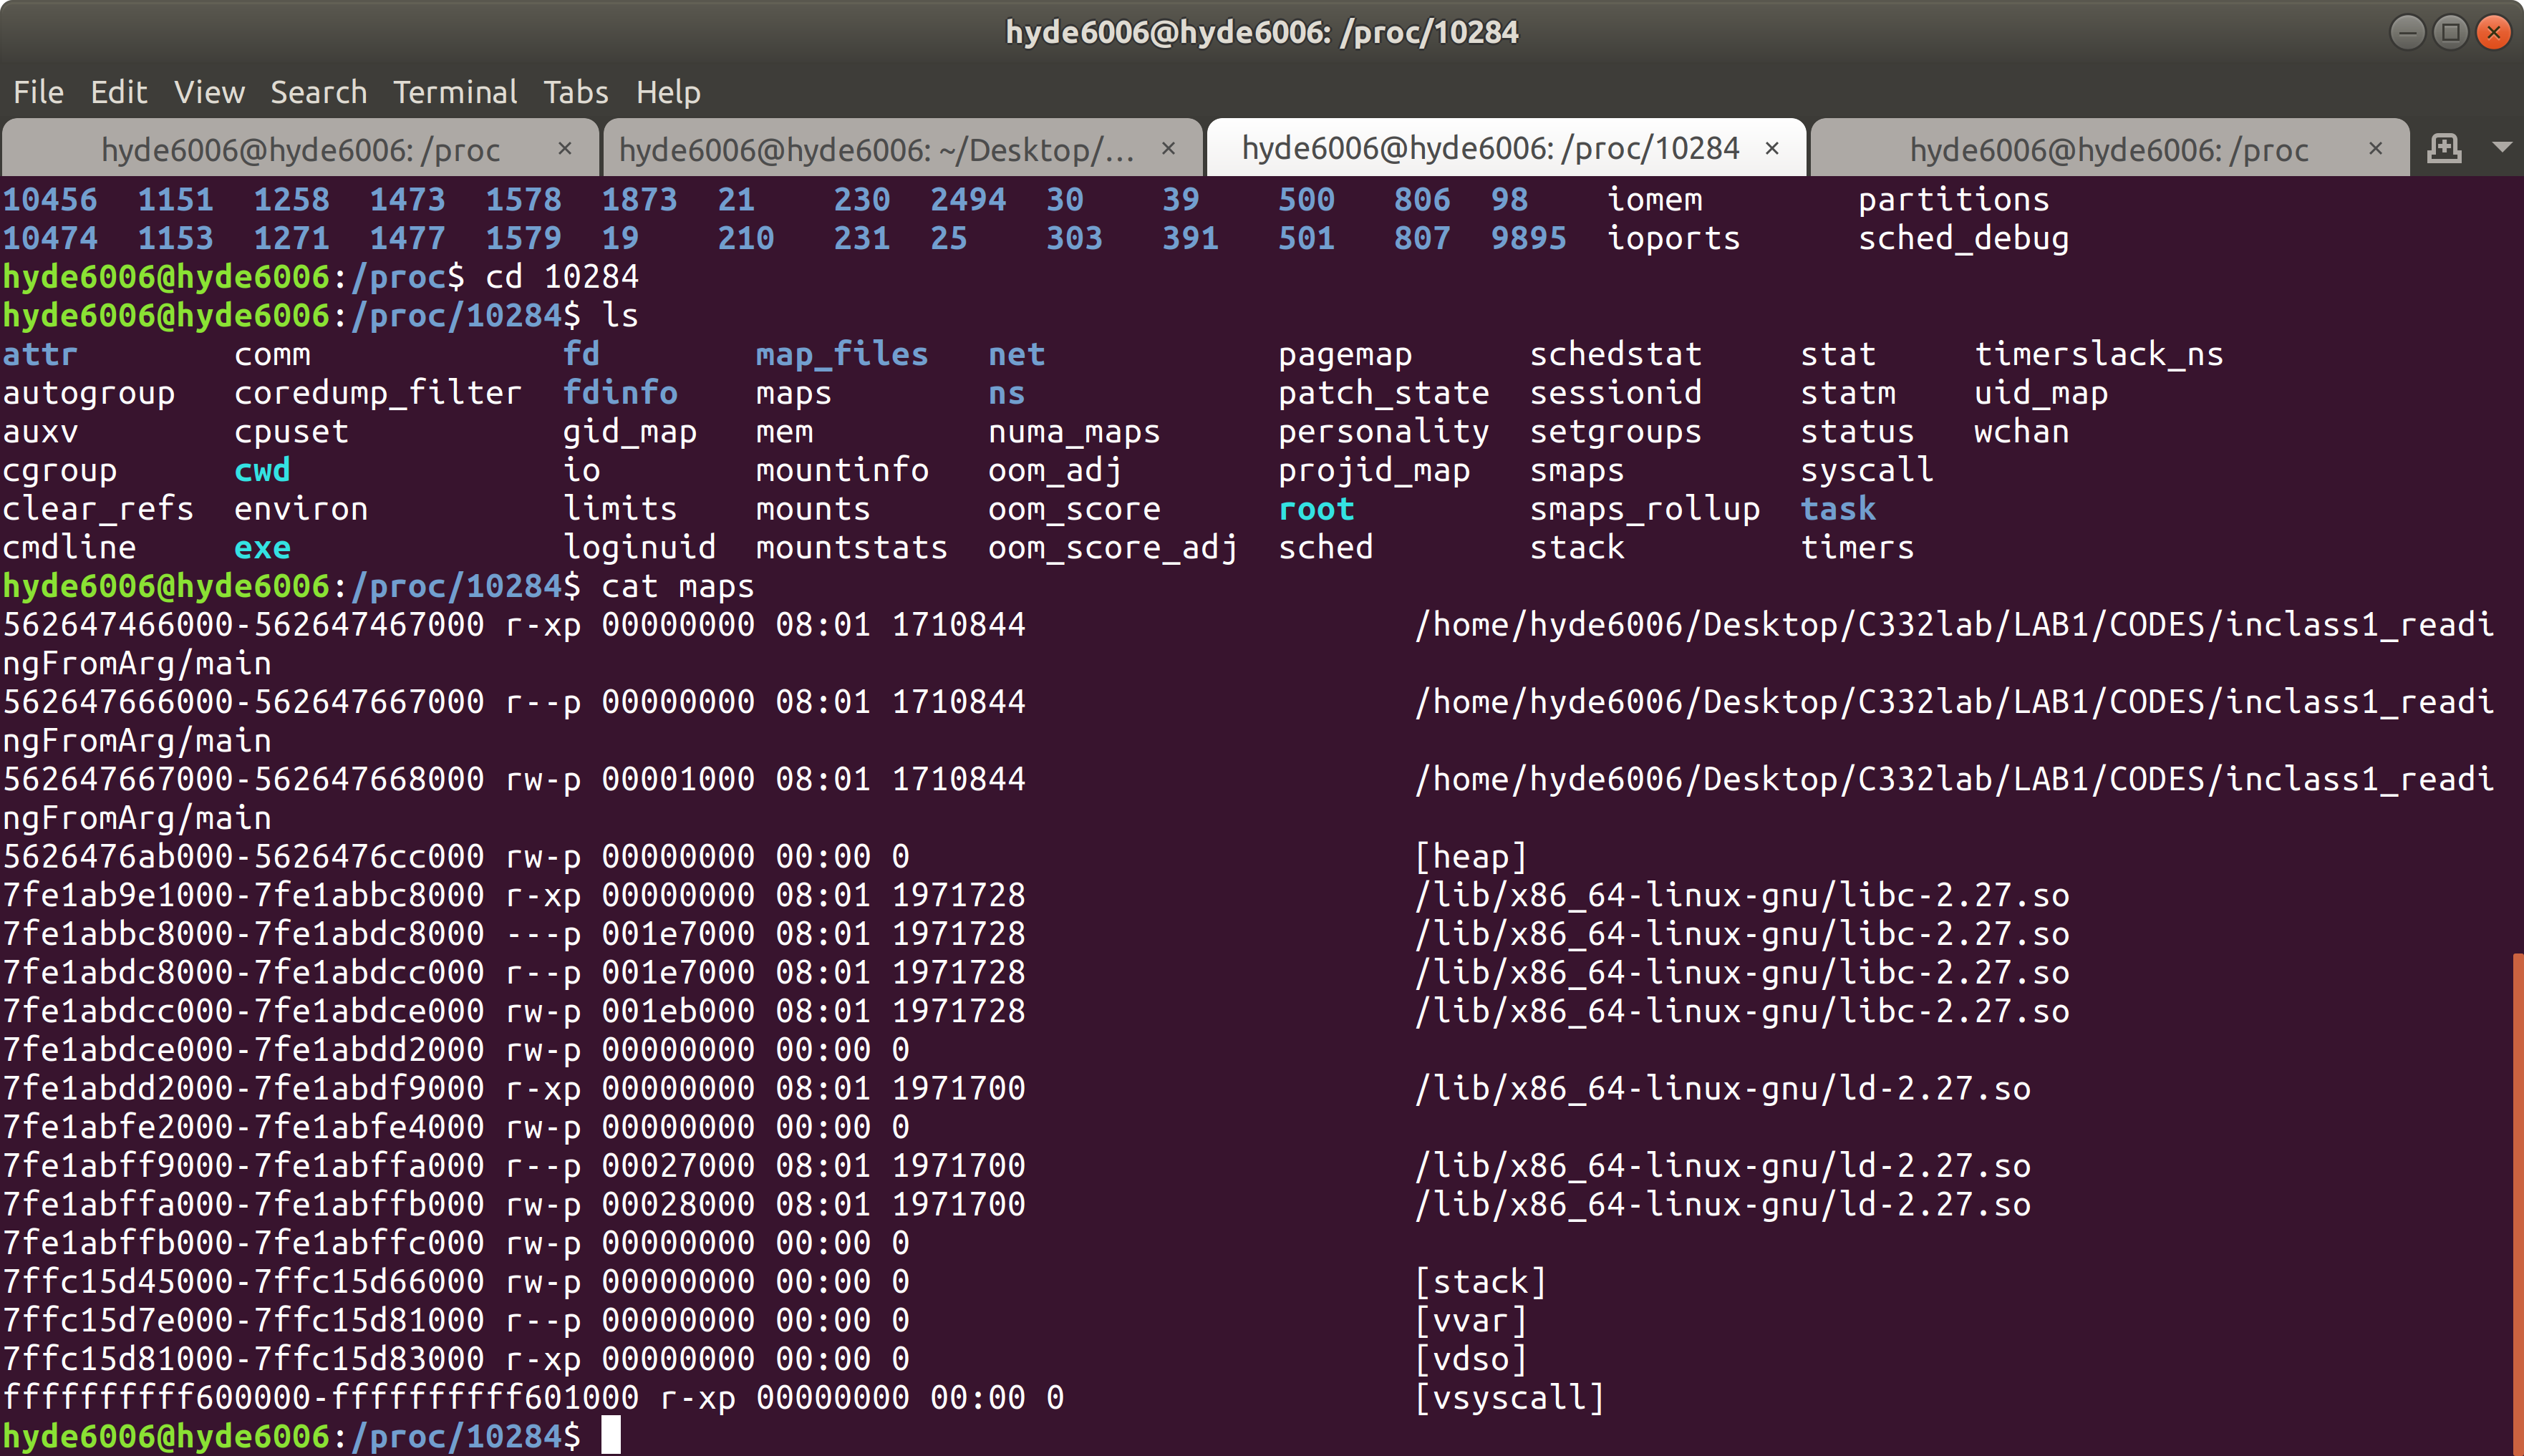 hyde6006@hyde6006: /proc/10284
File Edit View Search Terminal Tabs Help
hyde6006@hyde6006: /proc × hyde6006@hyde6006: ~/Desktop/... × hyde6006@hyde6006: /proc/10284 × hyde6006@hyde6006: /proc ×
10456 1151 1258 1473 1578 1873 21 230 2494 30 39 500 806 98 iomem partitions
10474 1153 1271 1477 1579 19 210 231 25 303 391 501 807 9895 ioports sched_debug
hyde6006@hyde6006:/proc$ cd 10284
hyde6006@hyde6006:/proc/10284$ ls
attr comm fd map_files net pagemap schedstat stat timerslack_ns
autogroup coredump_filter fdinfo maps ns patch_state sessionid statm uid_map
auxv cpuset gid_map mem numa_maps personality setgroups status wchan
cgroup cwd io mountinfo oom_adj projid_map smaps syscall
clear_refs environ limits mounts oom_score root smaps_rollup task
cmdline exe loginuid mountstats oom_score_adj sched stack timers
hyde6006@hyde6006:/proc/10284$ cat maps
562647466000-562647467000 r-xp 00000000 08:01 1710844 /home/hyde6006/Desktop/C332lab/LAB1/CODES/inclass1_readi
ngFromArg/main
562647666000-562647667000 r--p 00000000 08:01 1710844 /home/hyde6006/Desktop/C332lab/LAB1/CODES/inclass1_readi
ngFromArg/main
562647667000-562647668000 rw-p 00001000 08:01 1710844 /home/hyde6006/Desktop/C332lab/LAB1/CODES/inclass1_readi
ngFromArg/main
5626476ab000-5626476cc000 rw-p 00000000 00:00 0 [heap]
7fe1ab9e1000-7fe1abbc8000 r-xp 00000000 08:01 1971728 /lib/x86_64-linux-gnu/libc-2.27.so
7fe1abbc8000-7fe1abdc8000 ---p 001e7000 08:01 1971728 /lib/x86_64-linux-gnu/libc-2.27.so
7fe1abdc8000-7fe1abdcc000 r--p 001e7000 08:01 1971728 /lib/x86_64-linux-gnu/libc-2.27.so
7fe1abdcc000-7fe1abdce000 rw-p 001eb000 08:01 1971728 /lib/x86_64-linux-gnu/libc-2.27.so
7fe1abdce000-7fe1abdd2000 rw-p 00000000 00:00 0
7fe1abdd2000-7fe1abdf9000 r-xp 00000000 08:01 1971700 /lib/x86_64-linux-gnu/ld-2.27.so
7fe1abfe2000-7fe1abfe4000 rw-p 00000000 00:00 0
7fe1abff9000-7fe1abffa000 r--p 00027000 08:01 1971700 /lib/x86_64-linux-gnu/ld-2.27.so
7fe1abffa000-7fe1abffb000 rw-p 00028000 08:01 1971700 /lib/x86_64-linux-gnu/ld-2.27.so
7fe1abffb000-7fe1abffc000 rw-p 00000000 00:00 0
7ffc15d45000-7ffc15d66000 rw-p 00000000 00:00 0 [stack]
7ffc15d7e000-7ffc15d81000 r--p 00000000 00:00 0 [vvar]
7ffc15d81000-7ffc15d83000 r-xp 00000000 00:00 0 [vdso]
ffffffffff600000-ffffffffff601000 r-xp 00000000 00:00 0 [vsyscall]
hyde6006@hyde6006:/proc/10284$